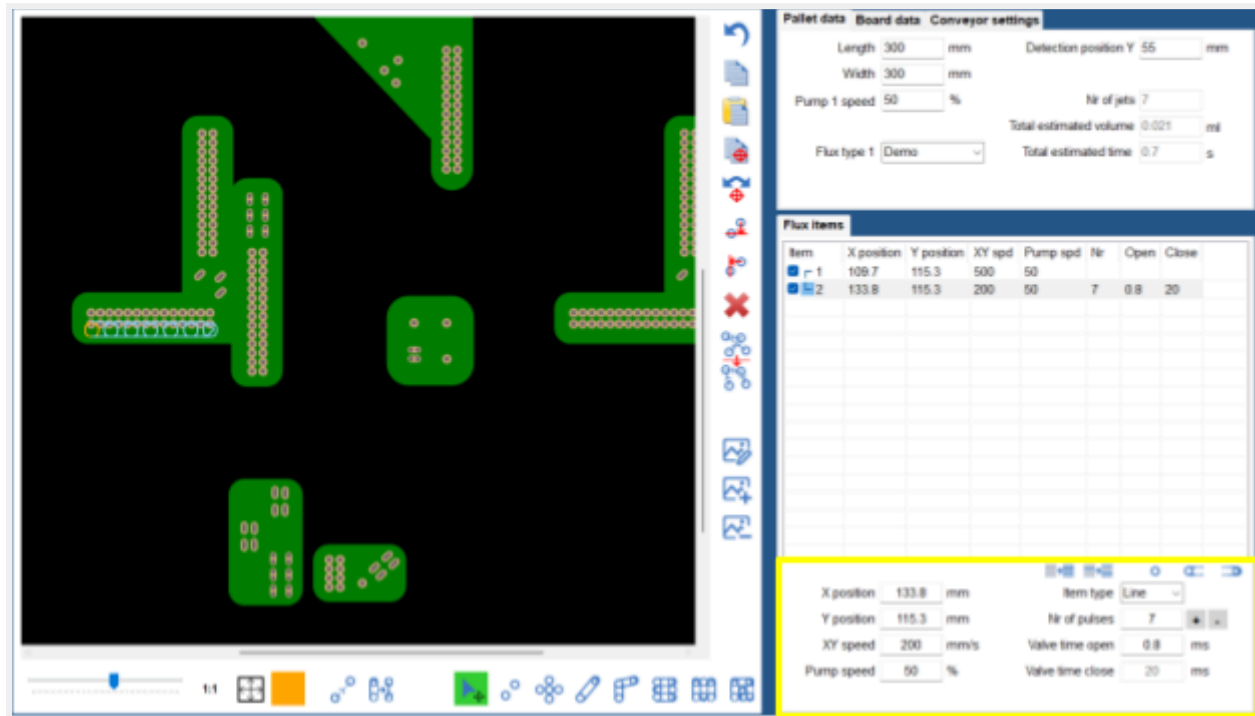 Pallet data Board data Conveyor settings
Length 300 mm Detection position Y 55 mm
Width 300 mm
Pump 1 speed 50 % Nr of jets 7
Total estimated volume 0.021 ml
Flux type 1 Demo Total estimated time 0.7 s
Flux items
Item X position Y position XY spd Pump spd Nr Open Close
1 109.7 115.3 500 50
2 133.8 115.3 200 50 7 0.8 20
X position 133.8 mm Item type Line
Y position 115.3 mm Nr of pulses 7 + -
XY speed 200 mm/s Valve time open 0.8 ms
Pump speed 50 % Valve time close 20 ms
1:1